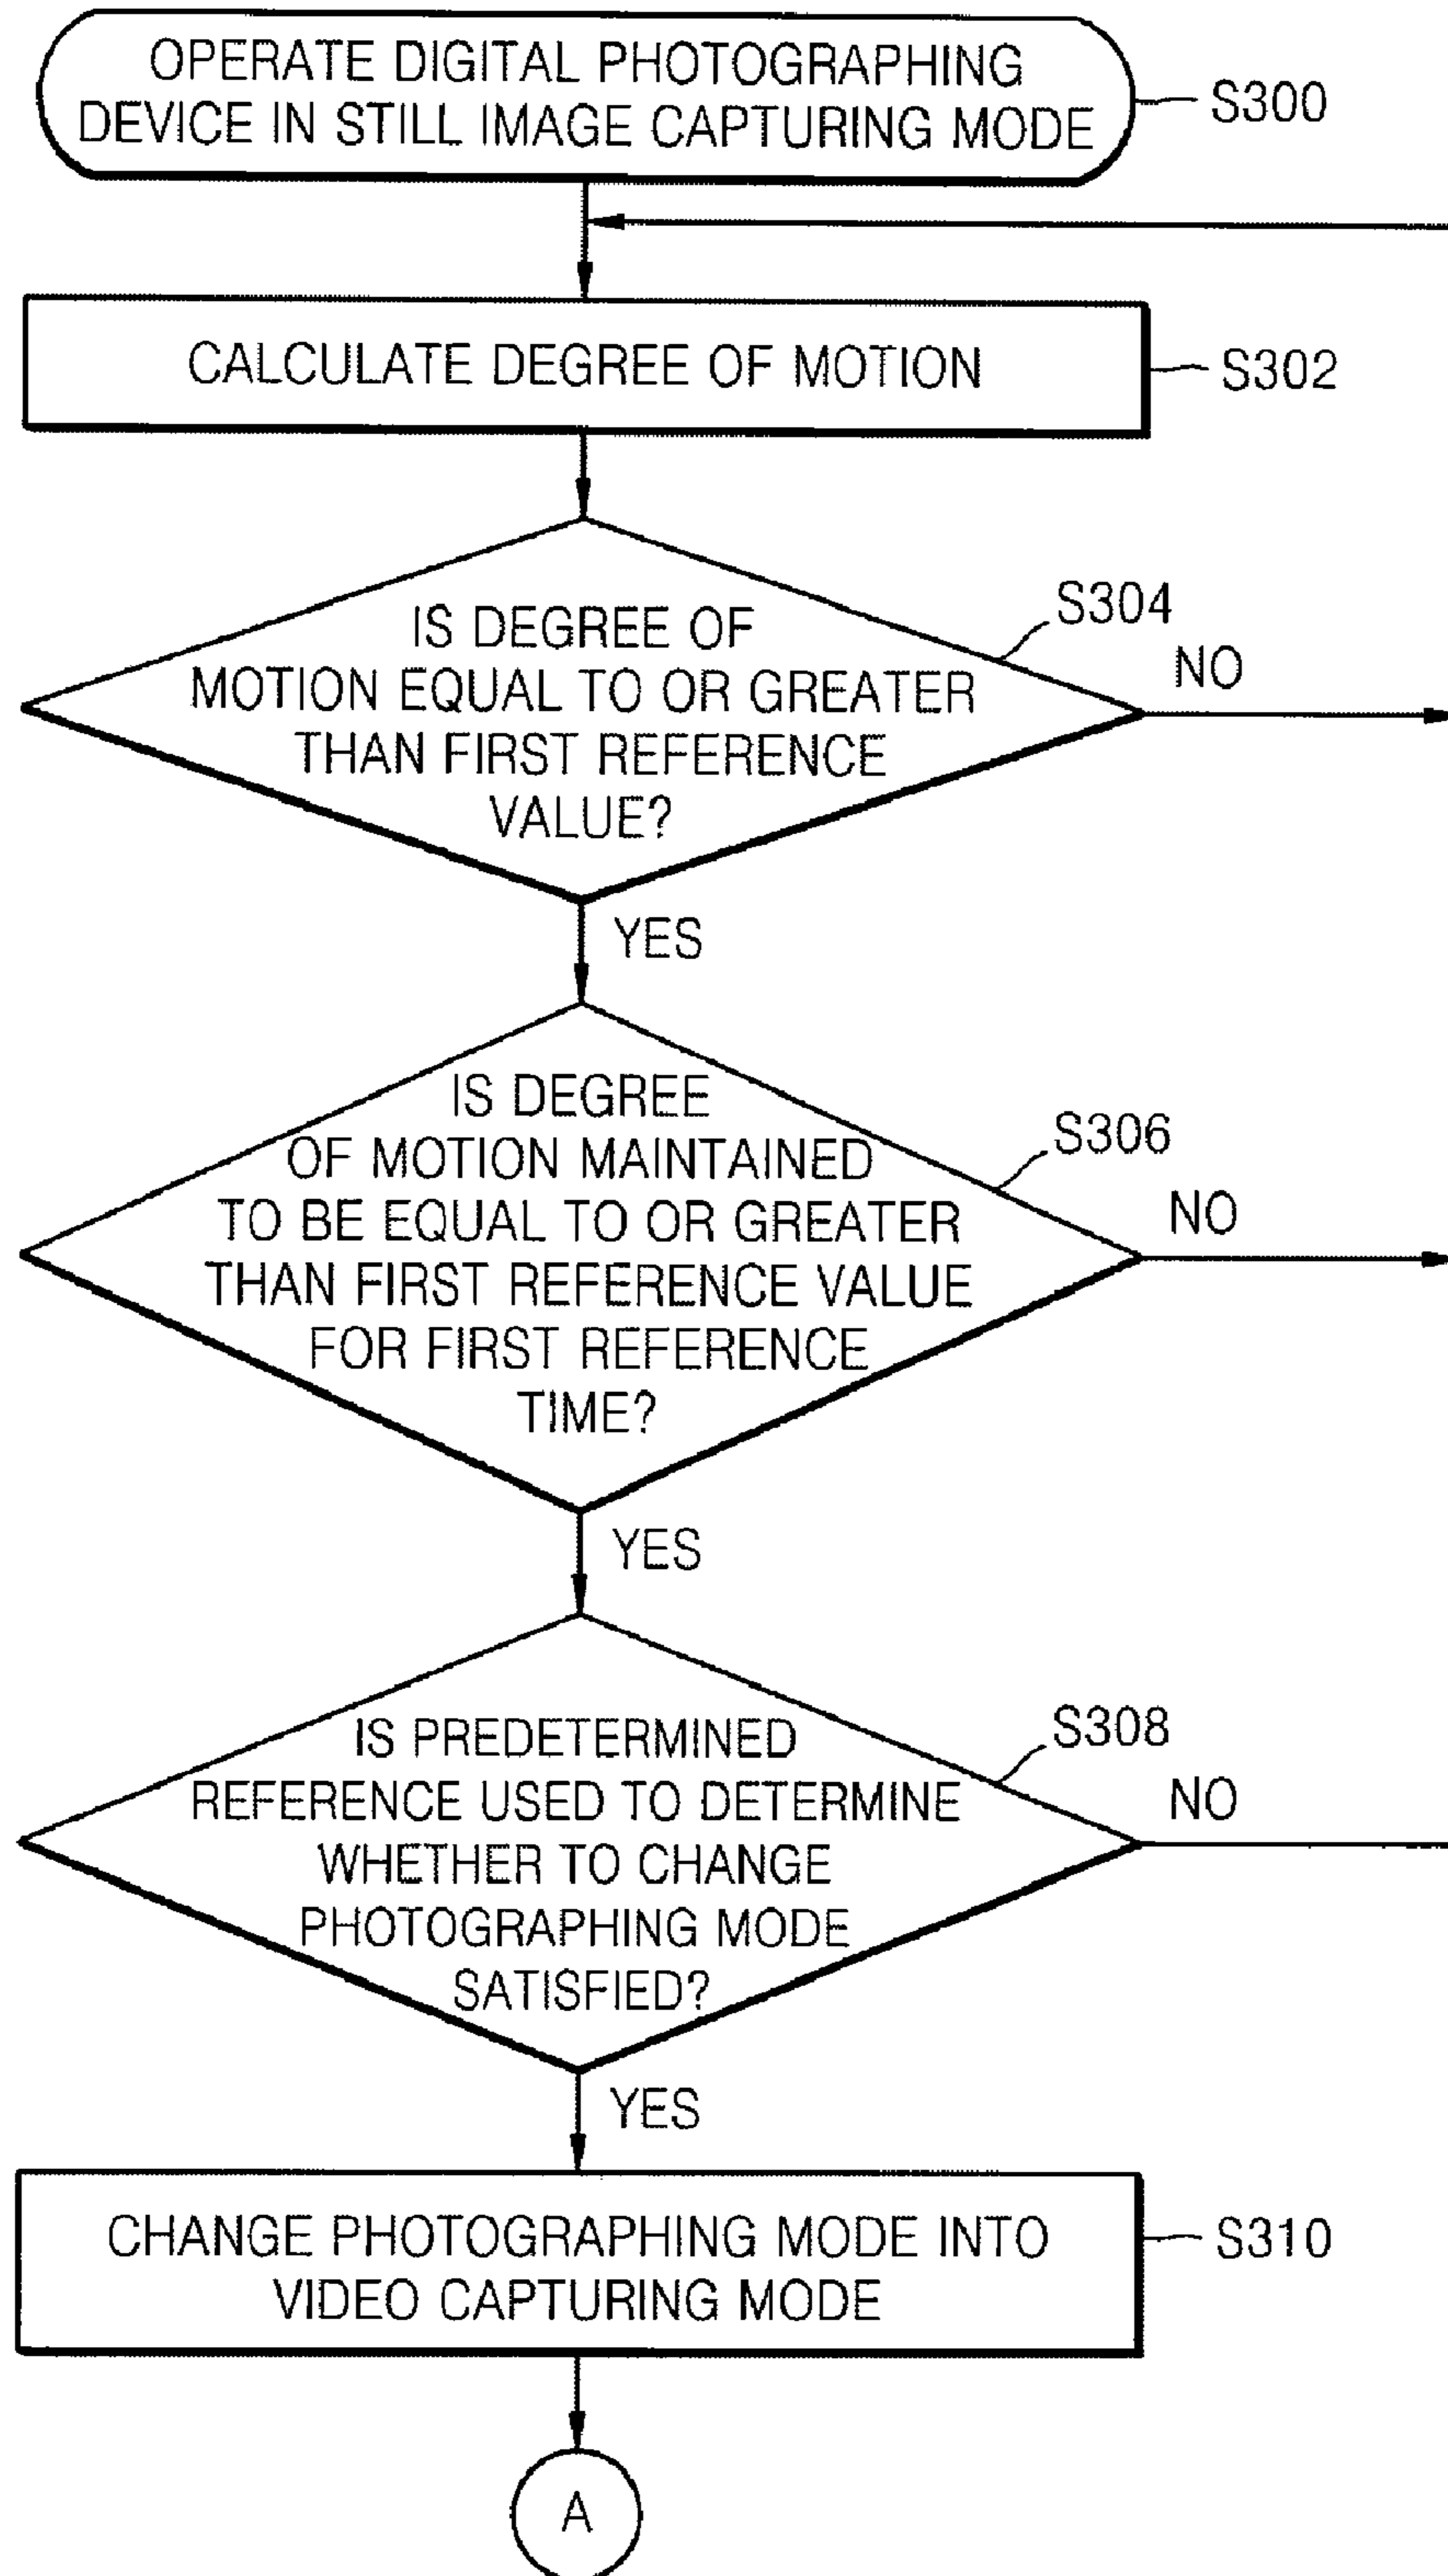 OPERATE DIGITAL PHOTOGRAPHING
DEVICE IN STILL IMAGE CAPTURING MODE
S300
CALCULATE DEGREE OF MOTION
S302
IS DEGREE OF
MOTION EQUAL TO OR GREATER
THAN FIRST REFERENCE
VALUE?
S304
NO
YES
IS DEGREE
OF MOTION MAINTAINED
TO BE EQUAL TO OR GREATER
THAN FIRST REFERENCE VALUE
FOR FIRST REFERENCE
TIME?
S306
NO
YES
IS PREDETERMINED
REFERENCE USED TO DETERMINE
WHETHER TO CHANGE
PHOTOGRAPHING MODE
SATISFIED?
S308
NO
YES
CHANGE PHOTOGRAPHING MODE INTO
VIDEO CAPTURING MODE
S310
A